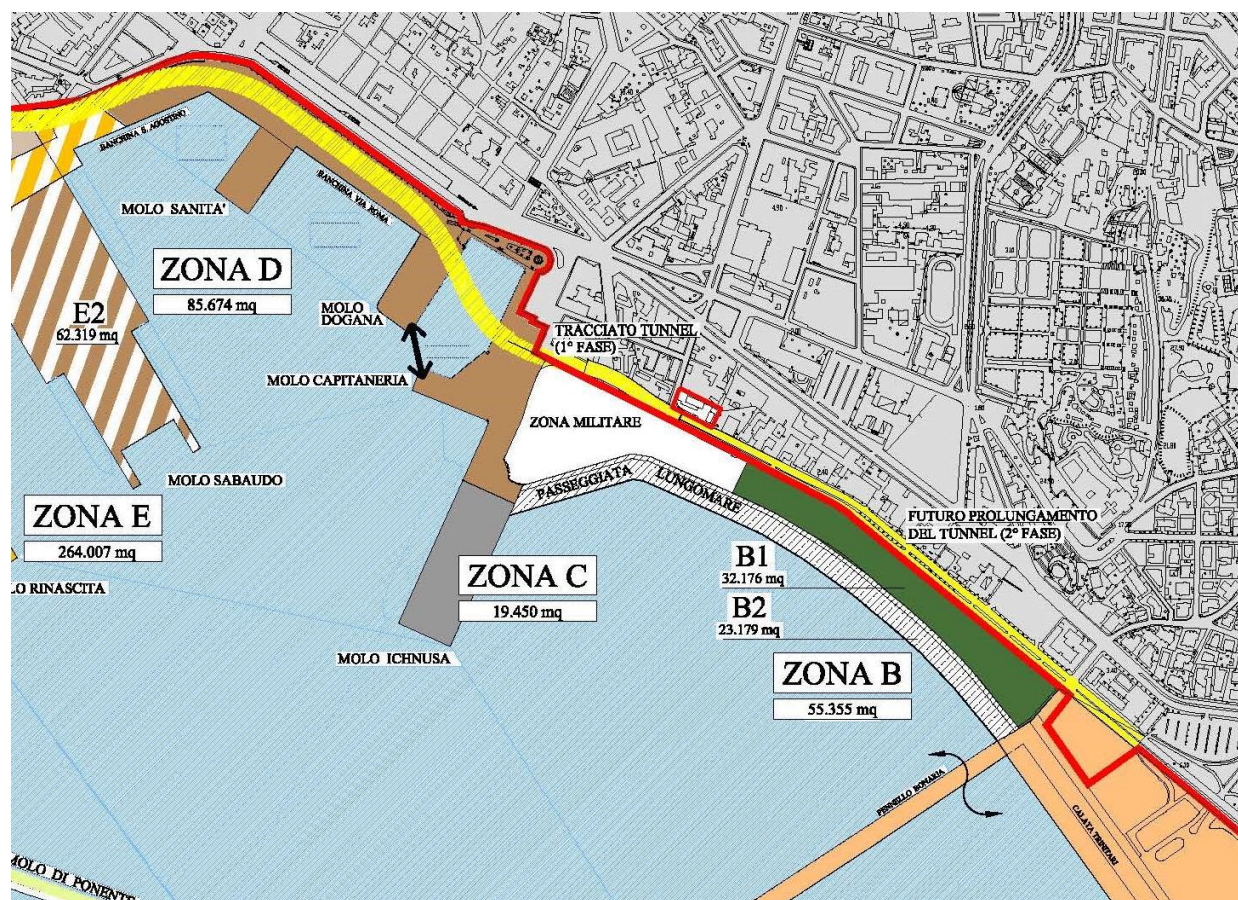 BANCHINA S. AGOSTINO
MOLO SANITA'
BANCHINA VIA ROMA
ZONA D
85.674 mq
E2
62.319 mq
MOLO
DOGANA
TRACCIATO TUNNEL
(1° FASE)
MOLO CAPITANERIA
ZONA MILITARE
PASSEGGIATA LUNGOMARE
MOLO SABAUDO
ZONA E
264.007 mq
FUTURO PROLUNGAMENTO
DEL TUNNEL (2° FASE)
LO RINASCITA
ZONA C
19.450 mq
B1
32.176 mq
B2
23.179 mq
MOLO ICHNUSA
ZONA B
55.355 mq
PENNELLO BONARIA
CALATA TRINITARI
MOLO DI PONENTE